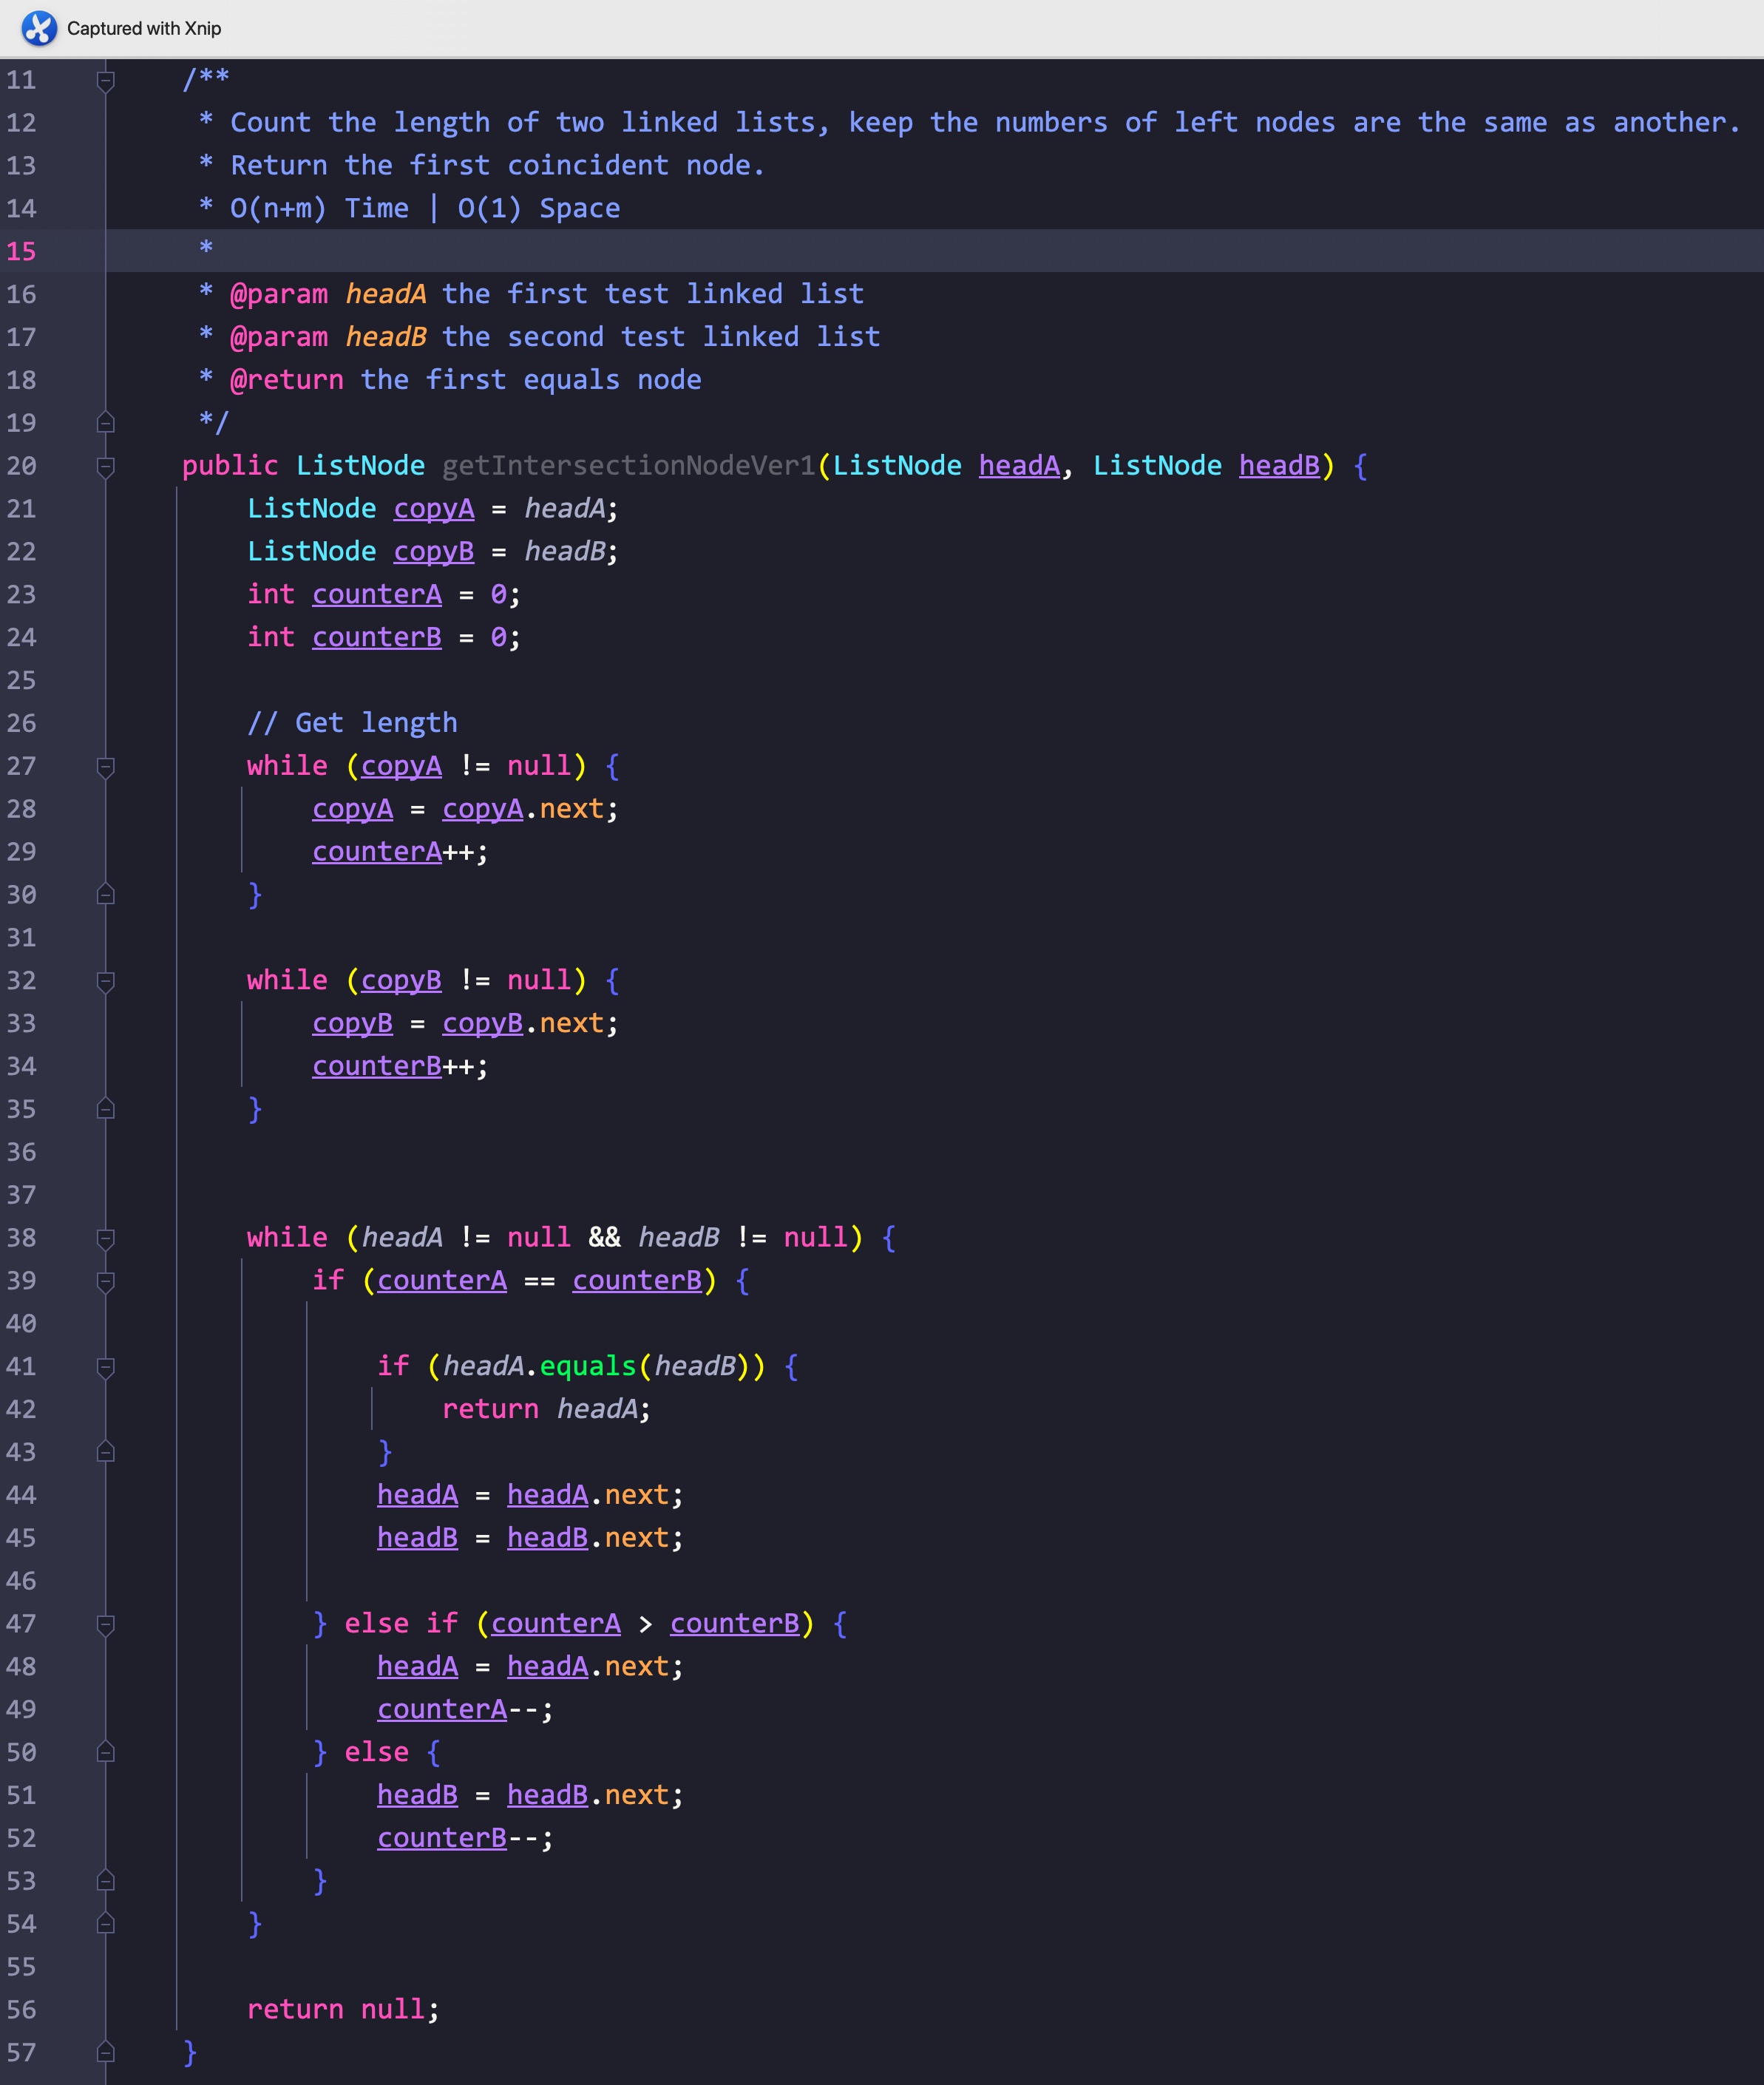 Captured with Xnip
11 /**
12 * Count the length of two linked lists, keep the numbers of left nodes are the same as another.
13 * Return the first coincident node.
14 * O(n+m) Time | O(1) Space
15 *
16 * @param headA the first test linked list
17 * @param headB the second test linked list
18 * @return the first equals node
19 */
20 public ListNode getIntersectionNodeVer1(ListNode headA, ListNode headB) {
21 ListNode copyA = headA;
22 ListNode copyB = headB;
23 int counterA = 0;
24 int counterB = 0;
25
26 // Get length
27 while (copyA != null) {
28 copyA = copyA.next;
29 counterA++;
30 }
31
32 while (copyB != null) {
33 copyB = copyB.next;
34 counterB++;
35 }
36
37
38 while (headA != null && headB != null) {
39 if (counterA == counterB) {
40
41 if (headA.equals(headB)) {
42 return headA;
43 }
44 headA = headA.next;
45 headB = headB.next;
46
47 } else if (counterA > counterB) {
48 headA = headA.next;
49 counterA--;
50 } else {
51 headB = headB.next;
52 counterB--;
53 }
54 }
55
56 return null;
57 }